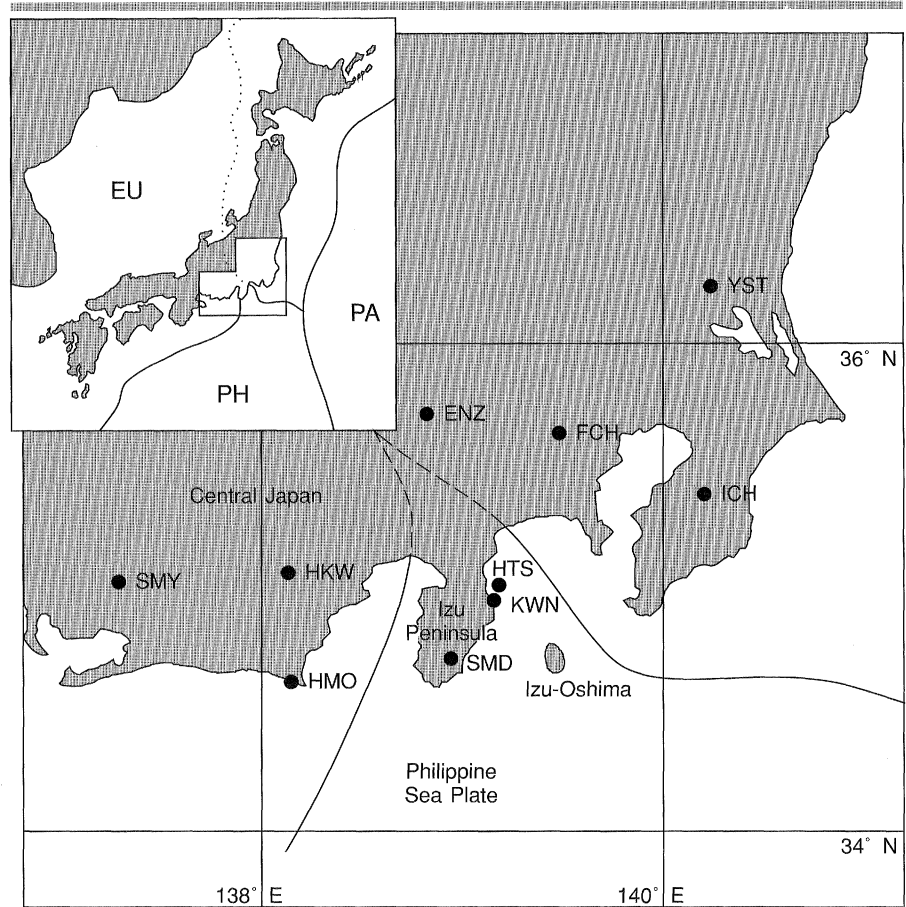 EU
PA
PH
YST
36° N
ENZ
FCH
Central Japan
ICH
SMY
HKW
HTS
KWN
Izu
Peninsula
SMD
HMO
Izu-Oshima
Philippine
Sea Plate
34° N
138° E
140° E